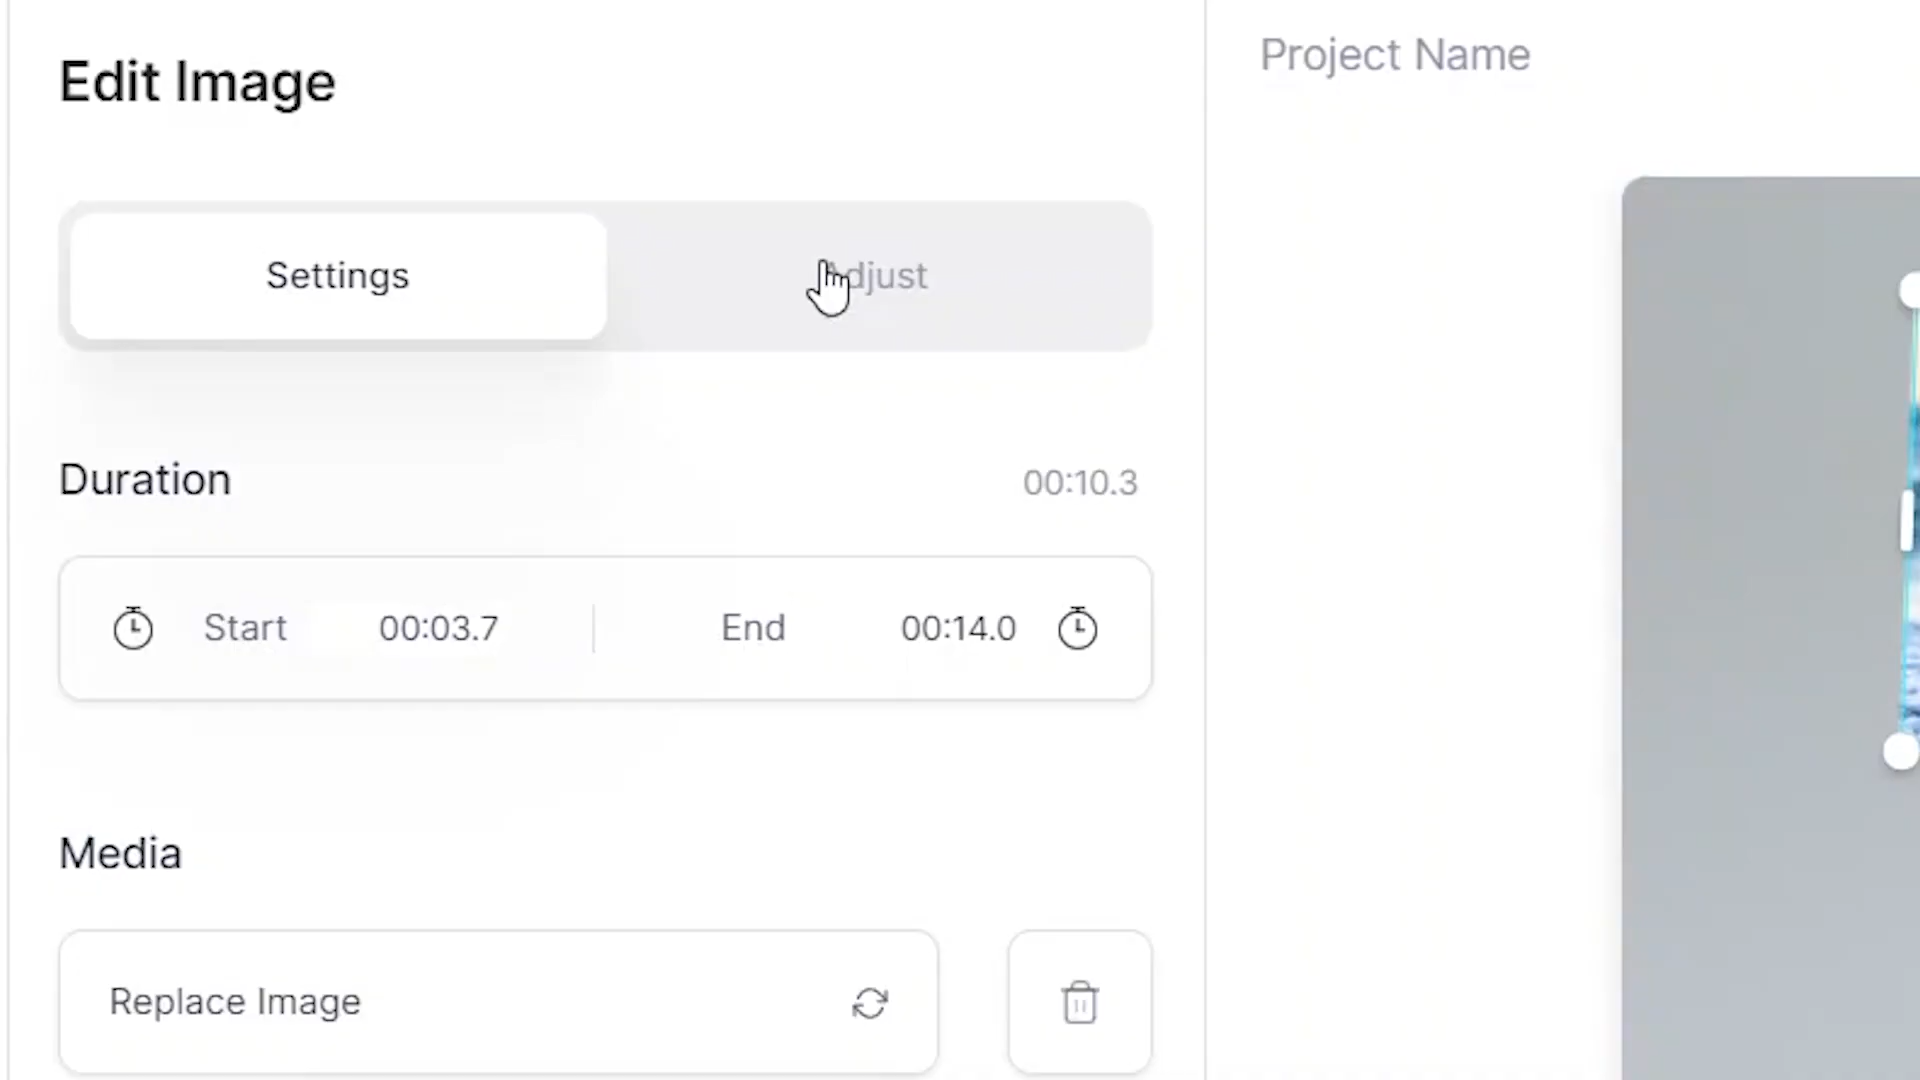 Project Name
Edit Image
Settings
Adjust
Duration
00:10.3
Start 00:03.7 End 00:14.0
Media
Replace Image